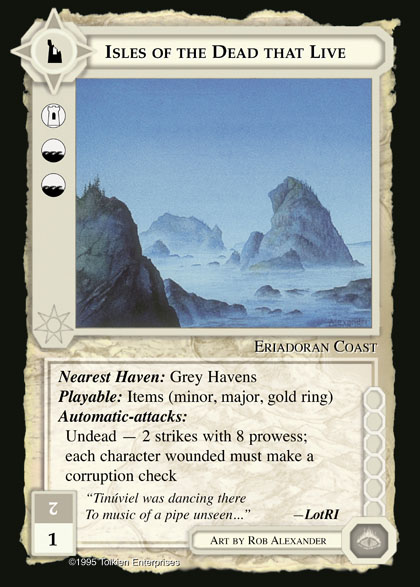 Isles of the Dead that Live
Alexander
Eriadoran Coast
Nearest Haven: Grey Havens
Playable: Items (minor, major, gold ring)
Automatic-attacks:
Undead — 2 strikes with 8 prowess;
each character wounded must make a
corruption check
“Tinúviel was dancing there
To music of a pipe unseen…” —LotRI
2
1
Art by Rob Alexander
©1995 Tolkien Enterprises